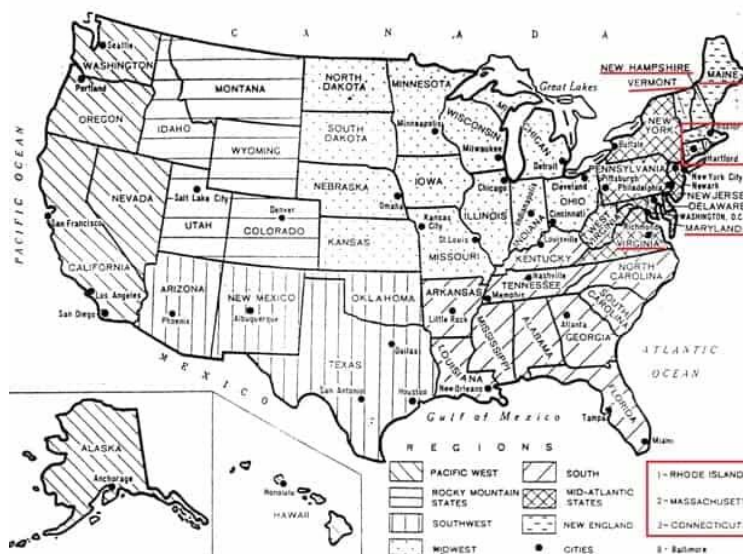 C A N A D A
Seattle
WASHINGTON
Portland
OREGON
IDAHO
MONTANA
WYOMING
NORTH
DAKOTA
SOUTH
DAKOTA
NEBRASKA
Omaha
KANSAS
MINNESOTA
Minneapolis
WISCONSIN
Milwaukee
MI
CHIGAN
Detroit
Great Lakes
NEW HAMPSHIRE
VERMONT
MAINE
NEW
YORK
Buffalo
Hartford
New York City
Newark
NEWJERSE
DELAWARE
WASHINGTON, D.C
MARYLAND
PENNSYLVANIA
Pittsburgh
Philadelphia
Cleveland
OHIO
Cincinnati
WEST
VIRGINIA
Richmond
VIRGINIA
IOWA
Chicago
ILLINOIS
Indianapolis
INDIANA
Louisville
KENTUCKY
Kansas
City
St.Louis
MISSOURI
NEVADA
San Francisco
CALIFORNIA
Los Angeles
San Diego
Salt Lake City
UTAH
Denver
COLORADO
ARIZONA
Phoenix
NEW MEXICO
Albuquerque
OKLAHOMA
TEXAS
Dallas
San Antonio
Houston
ARKANSAS
Little Rock
LOUISIANA
New Orleans
Nashville
TENNESSEE
Memphis
MISSISSIPPI
ALABAMA
Atlanta
GEORGIA
NORTH
CAROLINA
SOUTH
CAROLINA
FLORIDA
Tampa
Miami
PACIFIC OCEAN
ATLANTIC
OCEAN
M E X I C O
Gulf of Mexico
ALASKA
Anchorage
Honolulu
HAWAII
R E G I O N S
PACIFIC WEST
ROCKY MOUNTAIN
STATES
SOUTHWEST
MIDWEST
SOUTH
MID-ATLANTIC
STATES
NEW ENGLAND
CITIES
1-RHODE ISLAND
2-MASSACHUSET
3-CONNECTICUT
8 - Baltimore